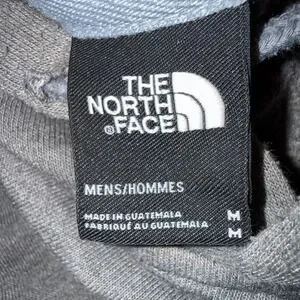 THE
NORTH
® FACE
MENS/HOMMES
MADE IN GUATEMALA
FABRIQUÉ AU GUATEMALA
M
M